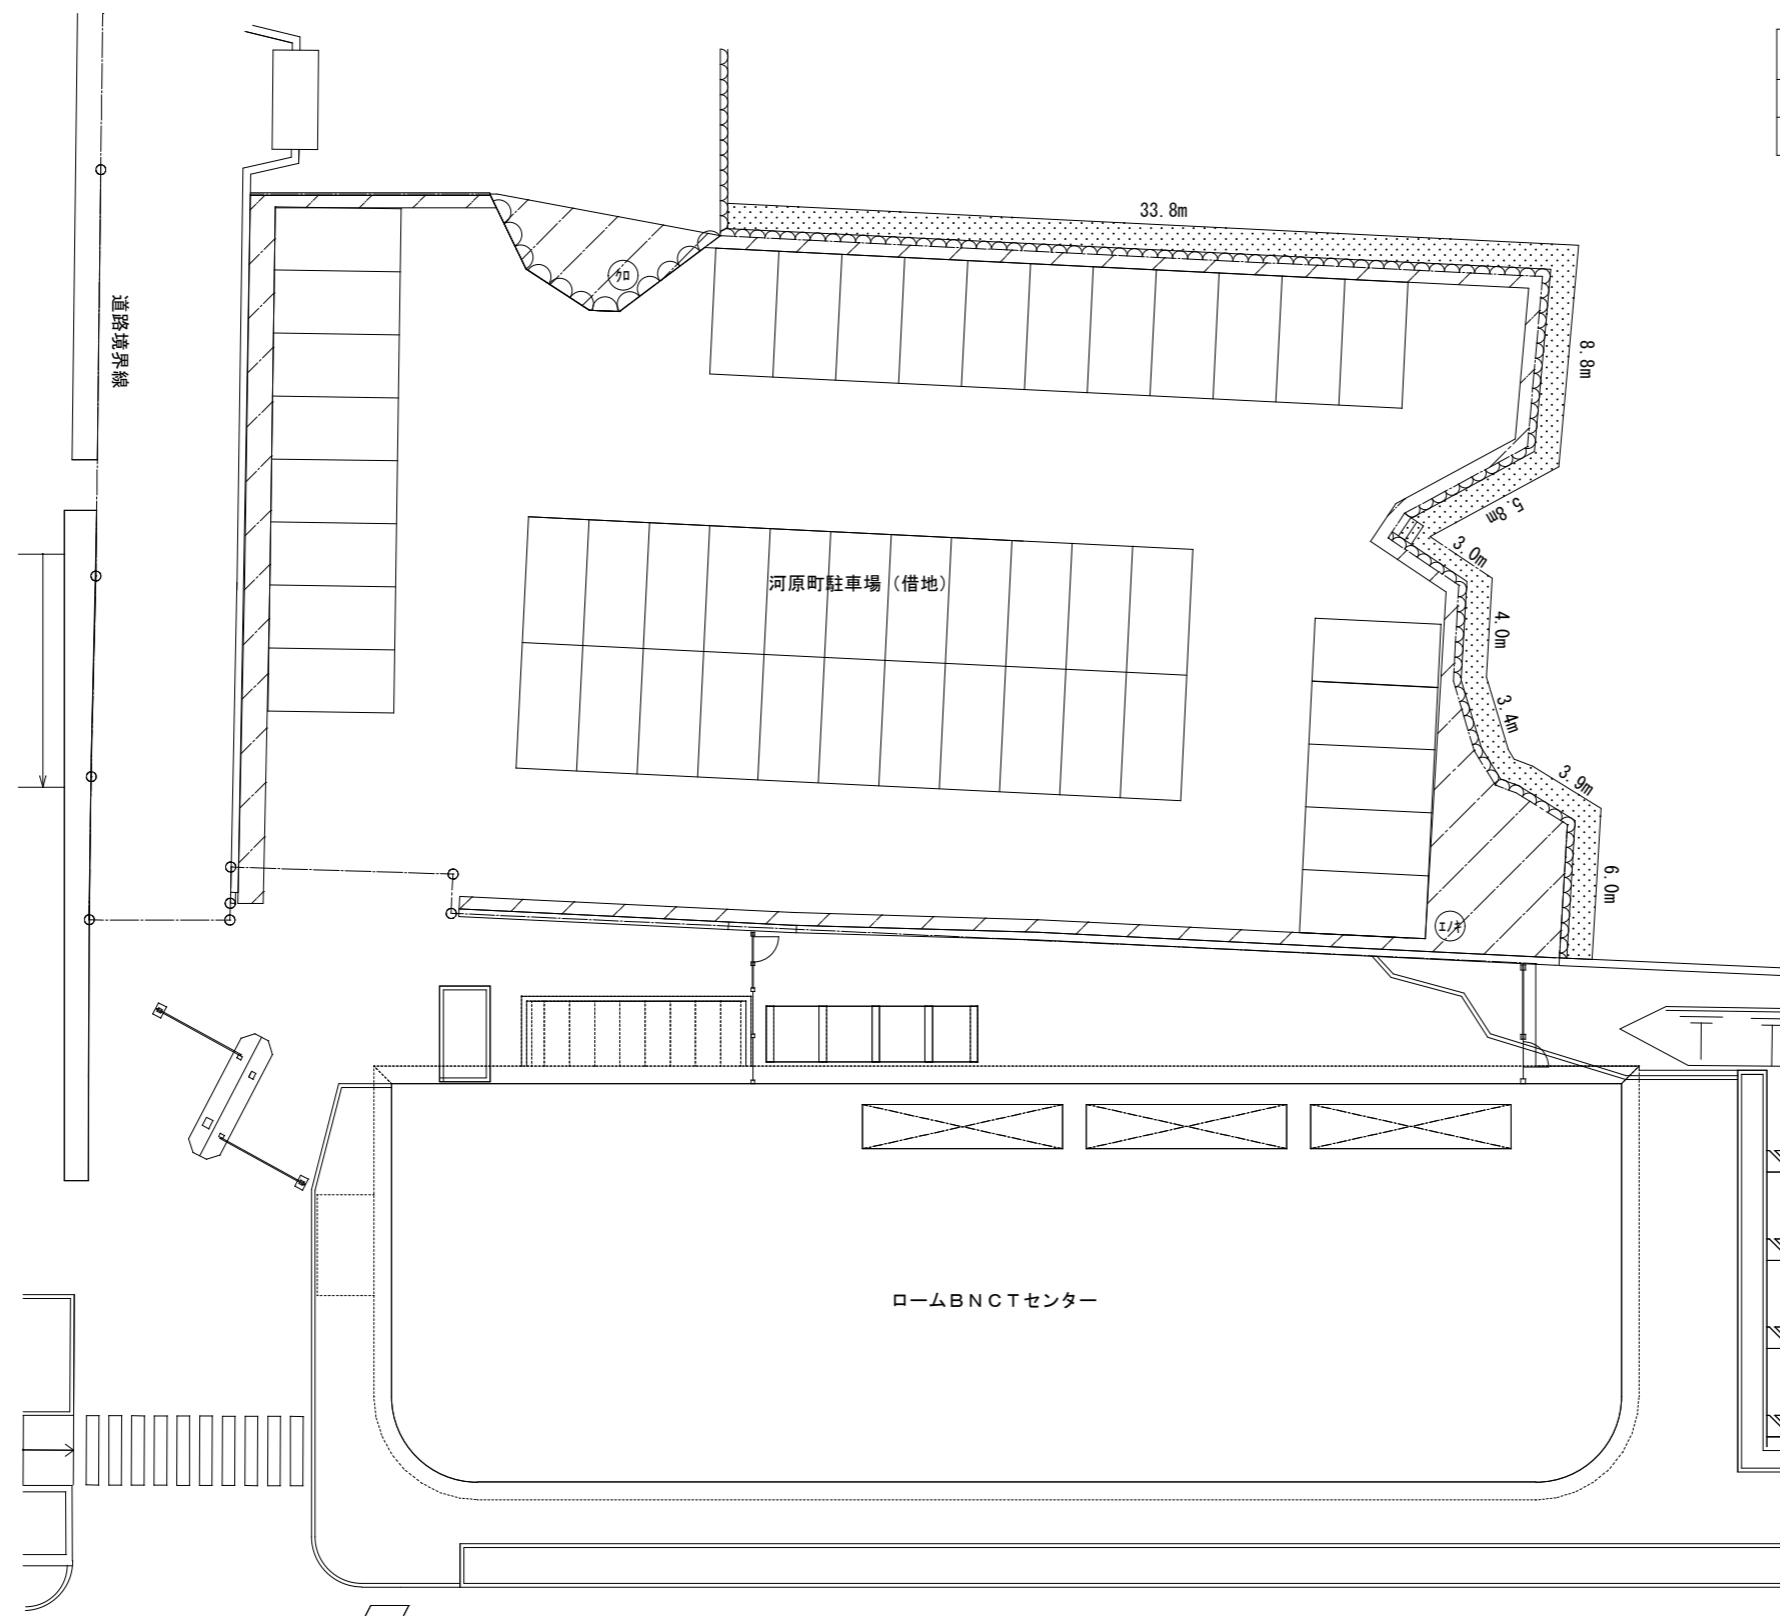 33.8m
クロ
道路境界線
8.8m
5.8m
3.0m
河原町駐車場（借地）
4.0m
3.4m
3.9m
6.0m
エノキ
ロームＢＮＣＴセンター